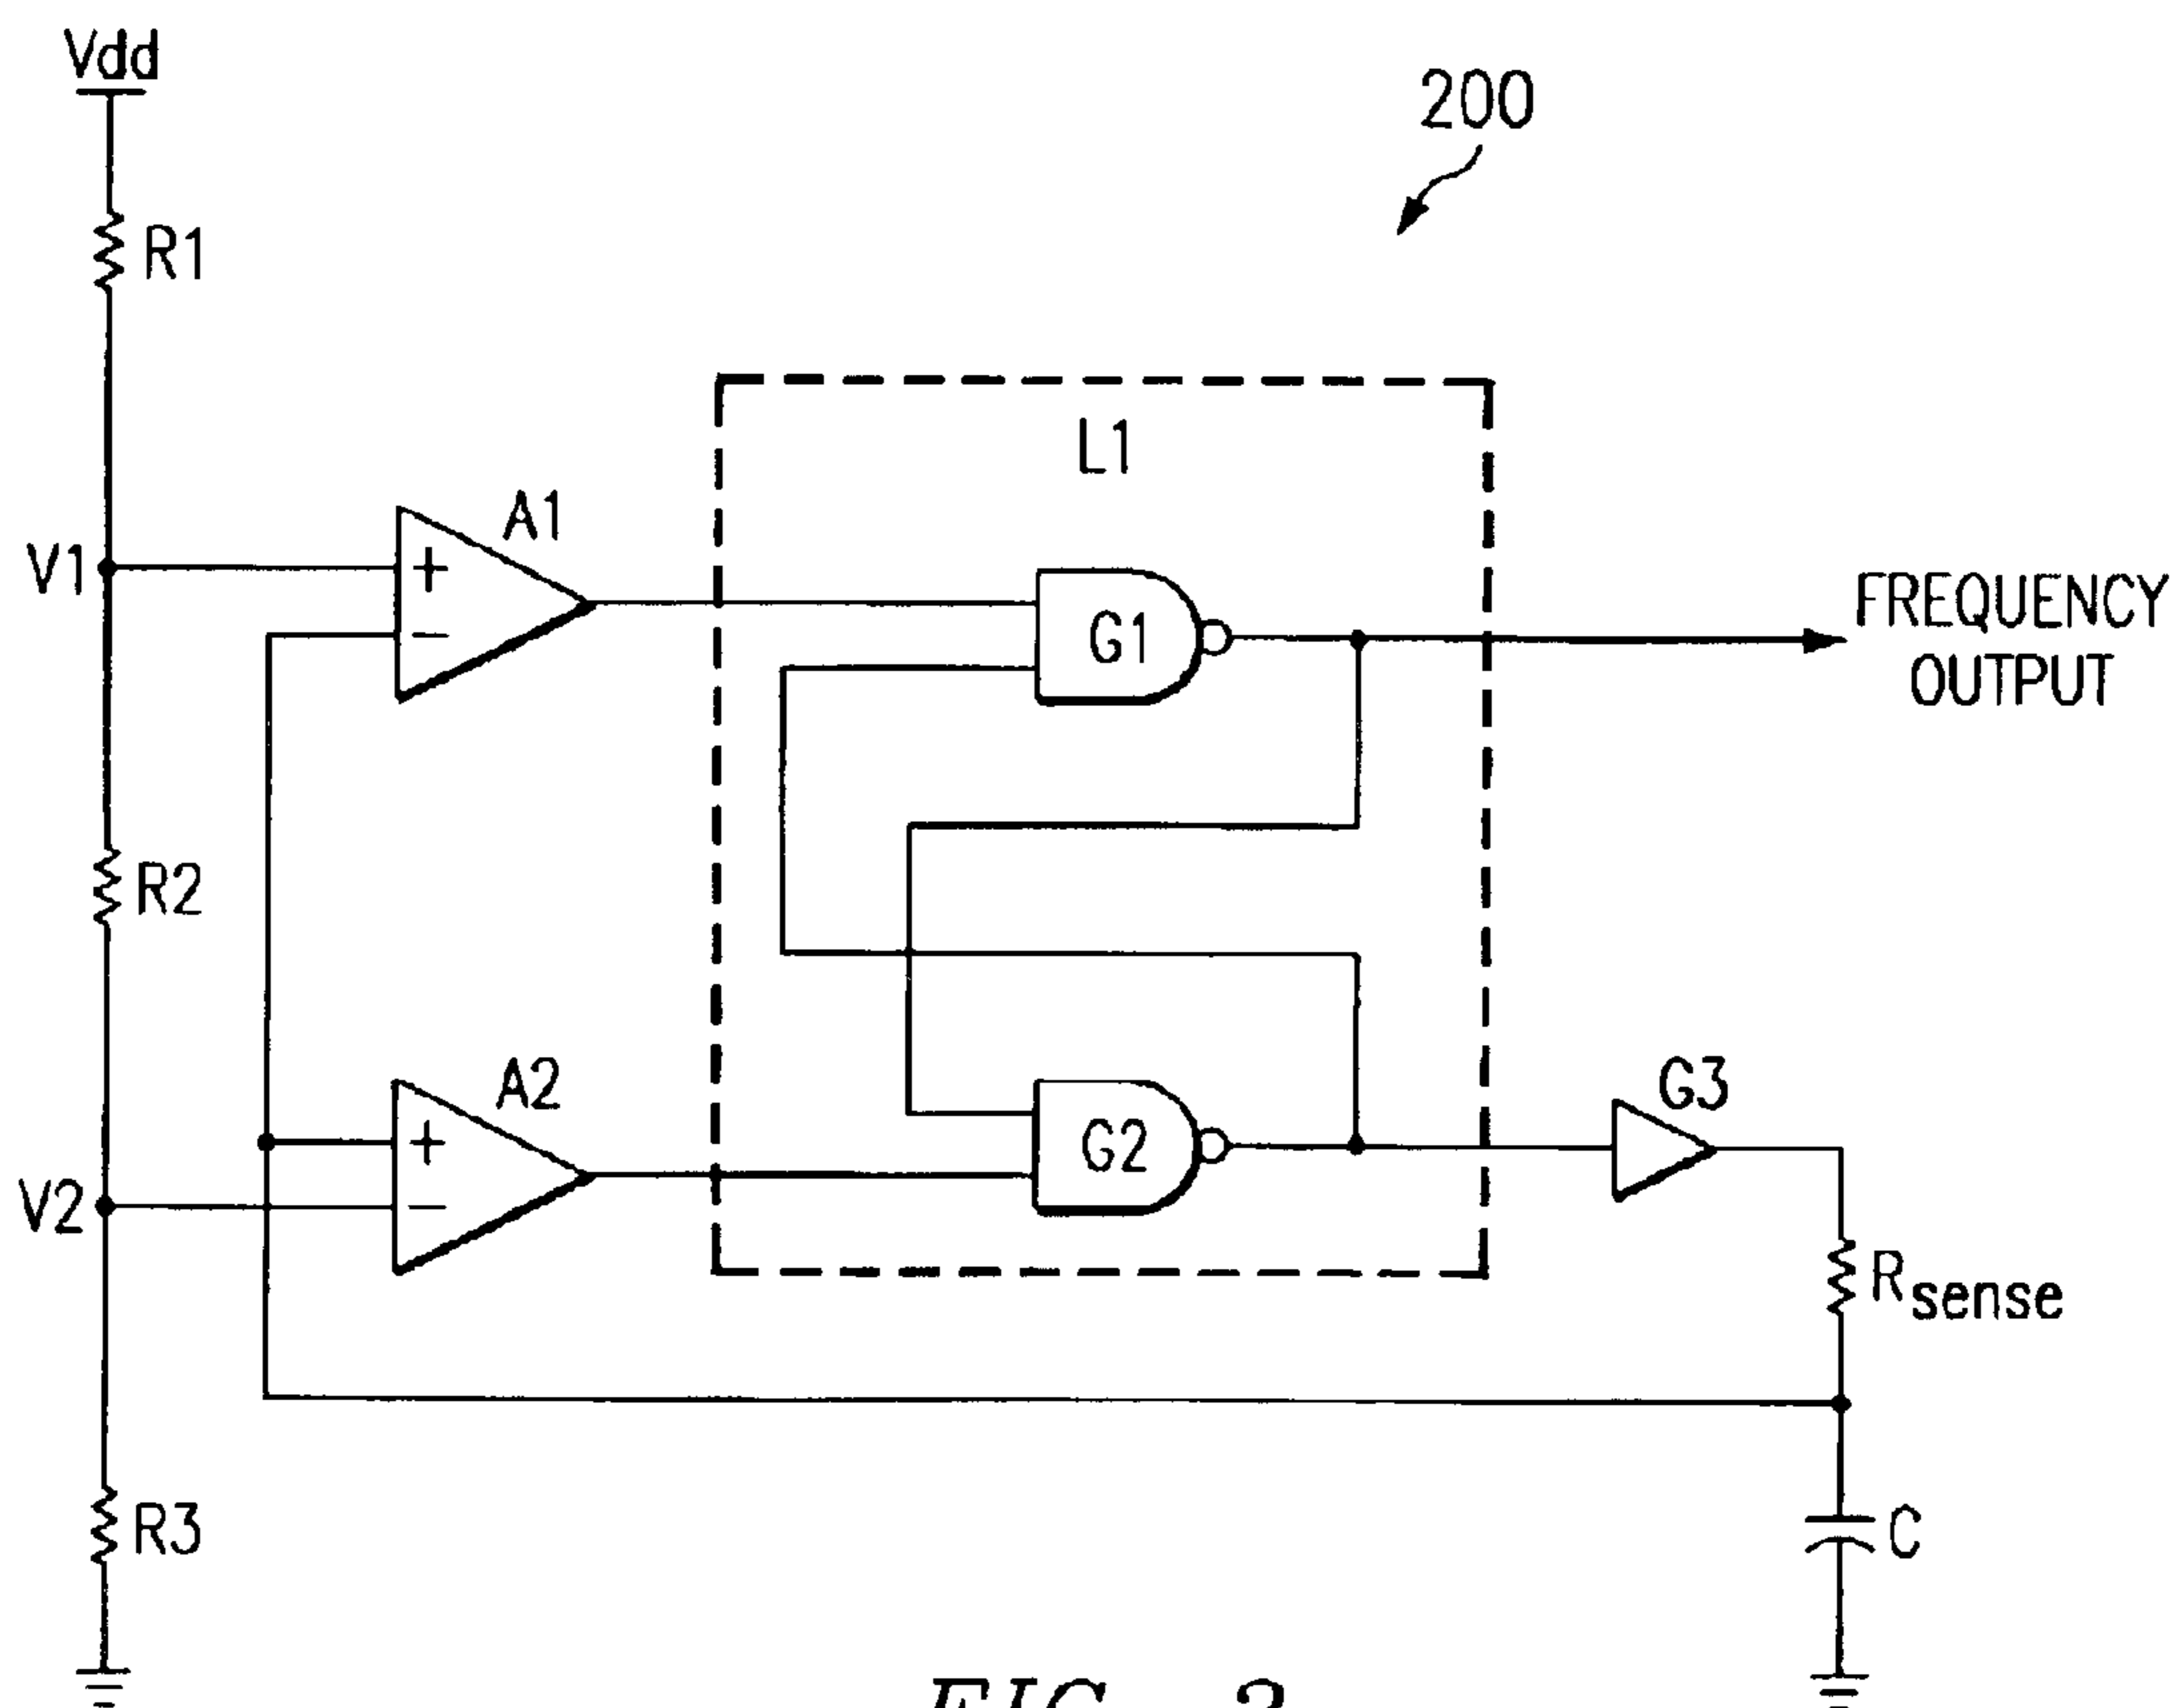 Vdd
200
R1
L1
A1
V1
+
−
G1
FREQUENCY
OUTPUT
R2
A2
G3
+
G2
V2
−
Rsense
R3
C